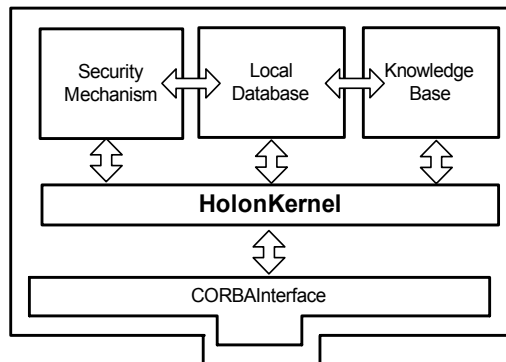 Security
Mechanism
Local
Database
Knowledge
Base
HolonKernel
CORBAInterface